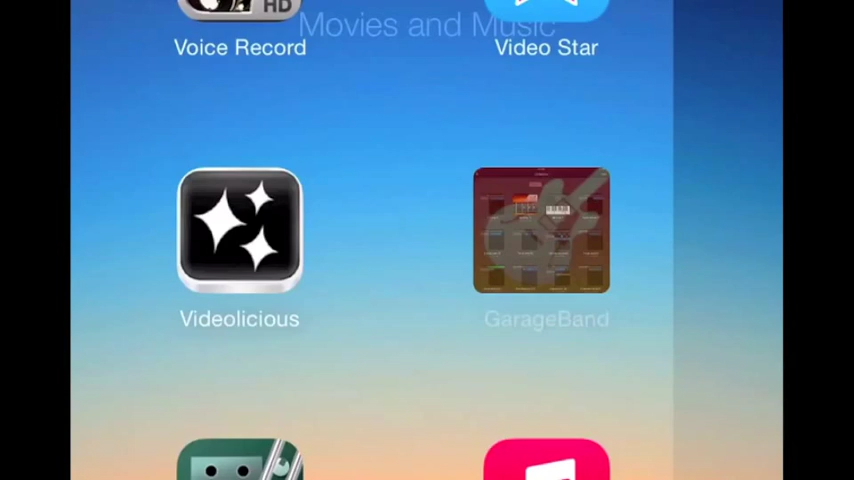 HD
Movies and Music
Voice Record
Video Star
Videolicious
GarageBand